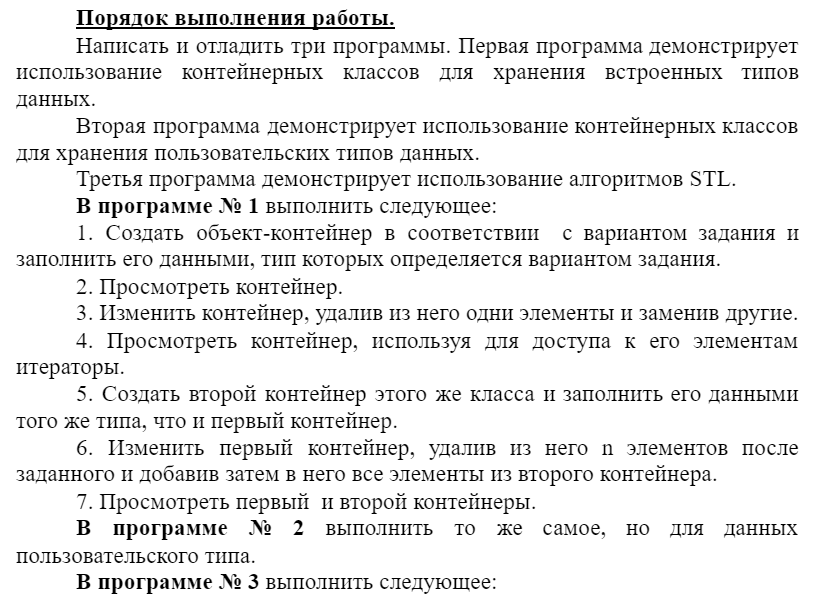 Порядок выполнения работы.
Написать и отладить три программы. Первая программа демонстрирует
использование контейнерных классов для хранения встроенных типов
данных.
Вторая программа демонстрирует использование контейнерных классов
для хранения пользовательских типов данных.
Третья программа демонстрирует использование алгоритмов STL.
В программе № 1 выполнить следующее:
1. Создать объект-контейнер в соответствии с вариантом задания и
заполнить его данными, тип которых определяется вариантом задания.
2. Просмотреть контейнер.
3. Изменить контейнер, удалив из него одни элементы и заменив другие.
4. Просмотреть контейнер, используя для доступа к его элементам
итераторы.
5. Создать второй контейнер этого же класса и заполнить его данными
того же типа, что и первый контейнер.
6. Изменить первый контейнер, удалив из него n элементов после
заданного и добавив затем в него все элементы из второго контейнера.
7. Просмотреть первый и второй контейнеры.
В программе № 2 выполнить то же самое, но для данных
пользовательского типа.
В программе № 3 выполнить следующее: